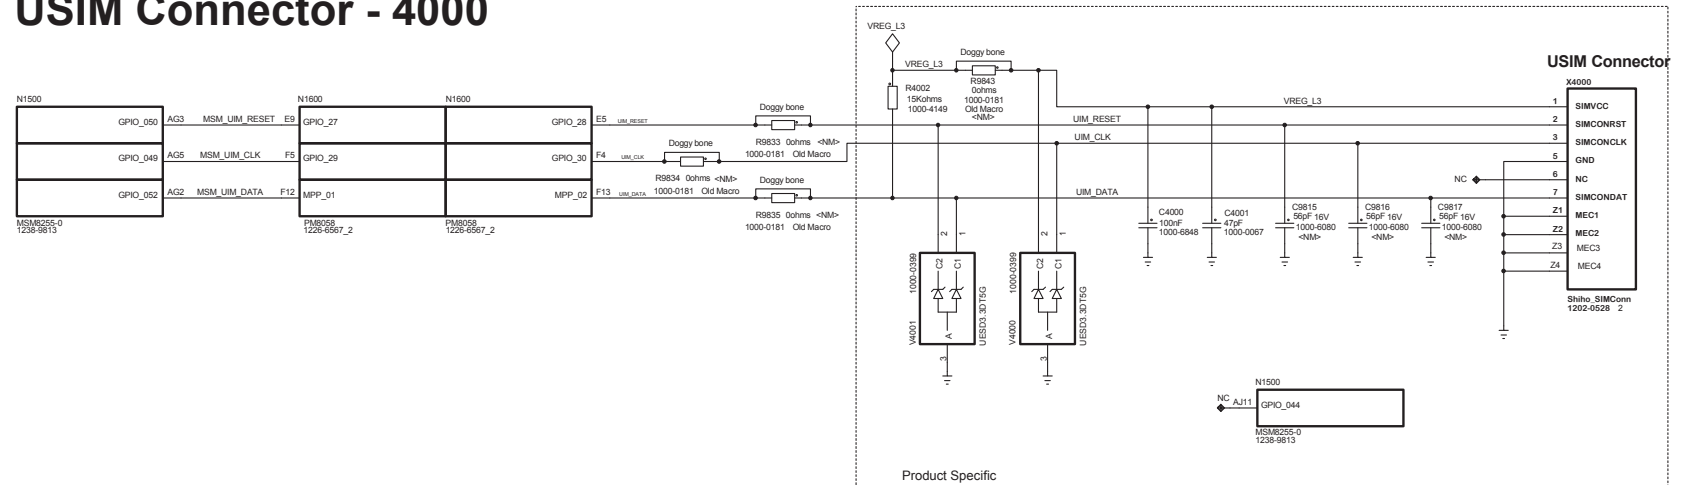 USIM Connector - 4000
VREG_L3
Doggy bone
VREG_L3
R9843
0ohms
1000-0181
Old Macro
<NM>
R4002
15Kohms
1000-4149
USIM Connector
X4000
N1500
N1600
N1600
GPIO_050 AG3 MSM_UIM_RESET E9 GPIO_27
GPIO_28 E5 UIM_RESET
Doggy bone
R9833 0ohms <NM>
1000-0181 Old Macro
UIM_RESET
VREG_L3
1 SIMVCC
2 SIMCONRST
3 SIMCONCLK
5 GND
NC 6 NC
7 SIMCONDAT
Z1 MEC1
Z2 MEC2
Z3 MEC3
Z4 MEC4
Shiho_SIMConn
1202-0528 2
GPIO_049 AG5 MSM_UIM_CLK F5 GPIO_29
GPIO_30 F4 UIM_CLK
Doggy bone
R9834 0ohms <NM>
1000-0181 Old Macro
UIM_CLK
GPIO_052 AG2 MSM_UIM_DATA F12 MPP_01
MPP_02 F13 UIM_DATA
Doggy bone
R9835 0ohms <NM>
1000-0181 Old Macro
UIM_DATA
MSM8255-0
1238-9813
PM8058
1226-6567_2
PM8058
1226-6567_2
C4000
100nF
1000-6848
C4001
47pF
1000-0067
C9815
56pF 16V
1000-6080
<NM>
C9816
56pF 16V
1000-6080
<NM>
C9817
56pF 16V
1000-6080
<NM>
2 1
C2 C1
1000-0399
V4001
UESD3.3DT5G
A
3
2 1
C2 C1
1000-0399
V4000
UESD3.3DT5G
A
3
N1500
NC AJ11 GPIO_044
MSM8255-0
1238-9813
Product Specific